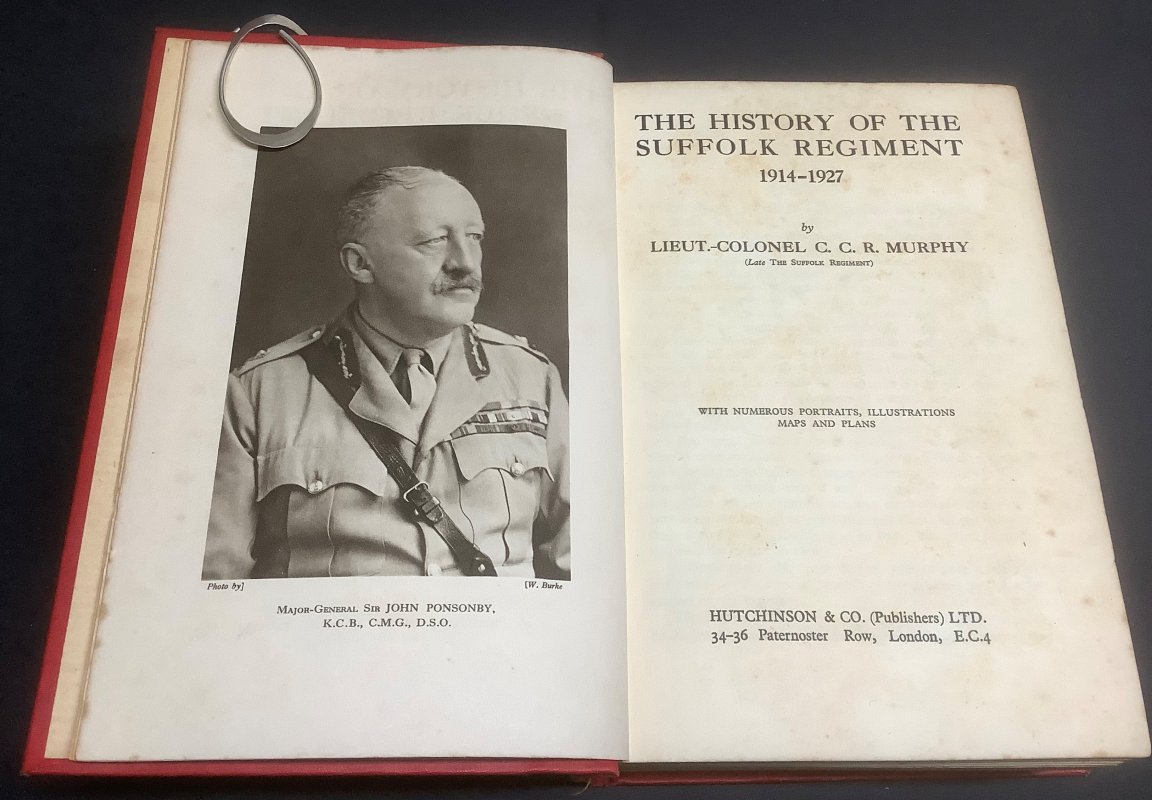 Photo by]
[W. Burke
Major-General Sir JOHN PONSONBY,
K.C.B., C.M.G., D.S.O.
THE HISTORY OF THE
SUFFOLK REGIMENT
1914–1927
by
LIEUT.-COLONEL C. C. R. MURPHY
(Late The Suffolk Regiment)
WITH NUMEROUS PORTRAITS, ILLUSTRATIONS
MAPS AND PLANS
HUTCHINSON & CO. (Publishers) LTD.
34–36 Paternoster Row, London, E.C.4